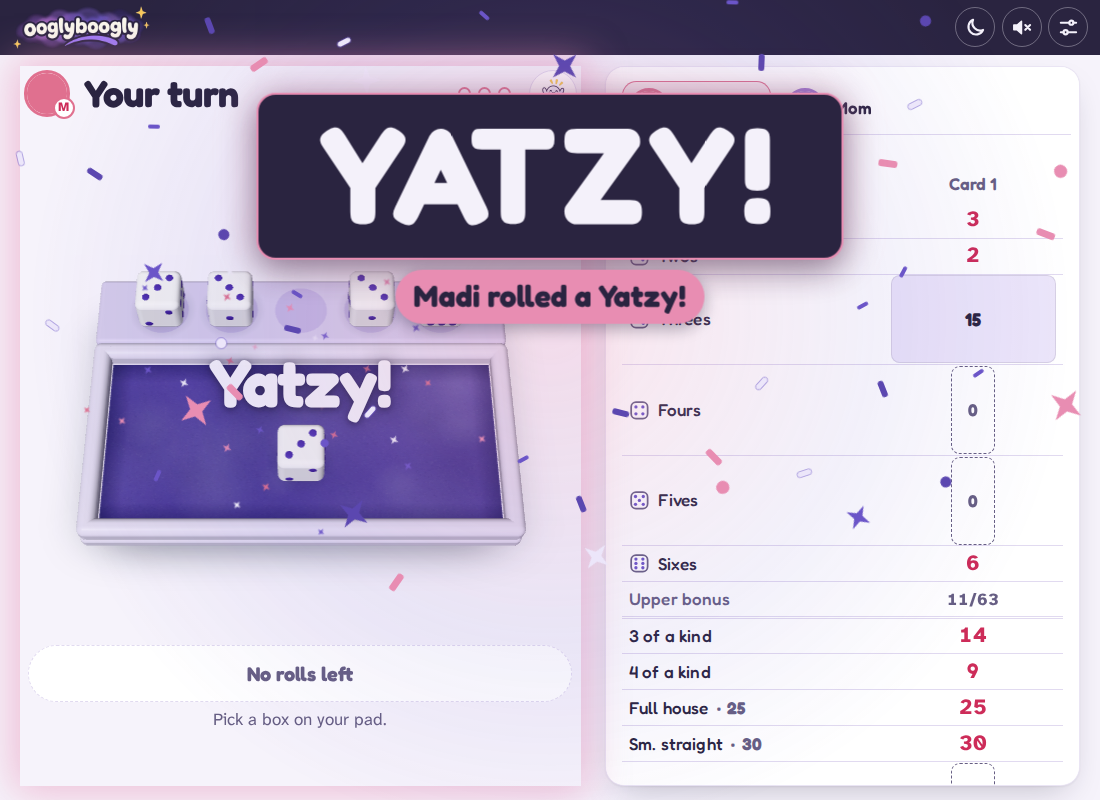 ooglyboogly
M
Your turn
YATZY!
Mom
Card 1
3
2
Madi rolled a Yatzy!
15
Yatzy!
Fours
0
Fives
0
Sixes
6
Upper bonus
11/63
3 of a kind
14
4 of a kind
9
Full house · 25
25
Sm. straight · 30
30
No rolls left
Pick a box on your pad.